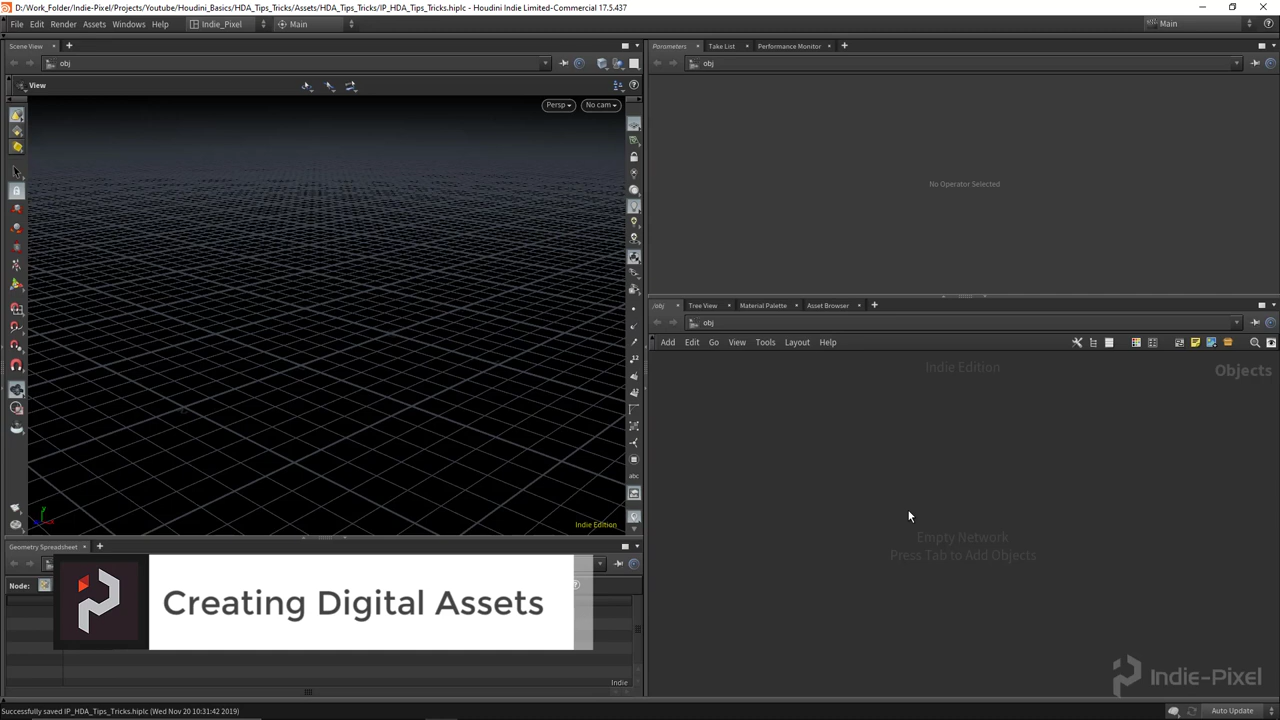 D:/Work_Folder/Indie-Pixel/Projects/Youtube/Houdini_Basics/HDA_Tips_Tricks/Assets/HDA_Tips_Tricks/IP_HDA_Tips_Tricks.hiplc - Houdini Indie Limited-Commercial 17.5.437
File Edit Render Assets Windows Help Indie_Pixel Main Main
Scene View
Parameters Take List Performance Monitor
obj
obj
View
Persp No cam
No Operator Selected
/obj Tree View Material Palette Asset Browser
obj
Add Edit Go View Tools Layout Help
Indie Edition
Objects
12
abc
y
Indie Edition
Empty Network
Press Tab to Add Objects
Geometry Spreadsheet
Node:
Creating Digital Assets
Indie
Indie-Pixel
Successfully saved IP_HDA_Tips_Tricks.hiplc (Wed Nov 20 10:31:42 2019)
Auto Update